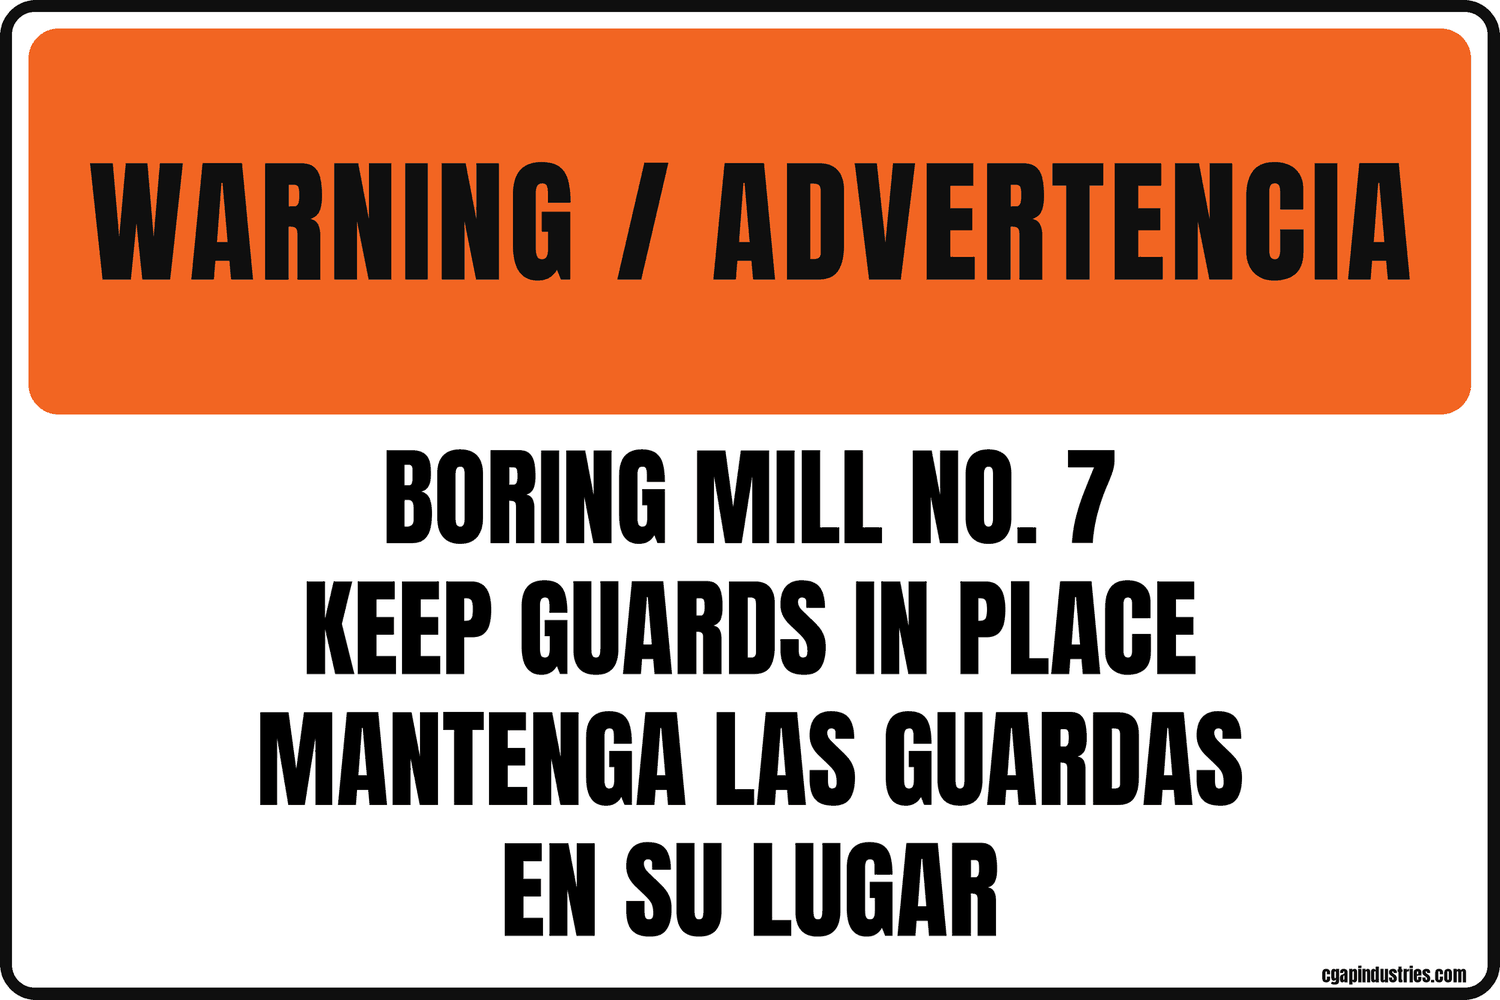 WARNING / ADVERTENCIA
BORING MILL NO. 7
KEEP GUARDS IN PLACE
MANTENGA LAS GUARDAS
EN SU LUGAR
cgapindustries.com